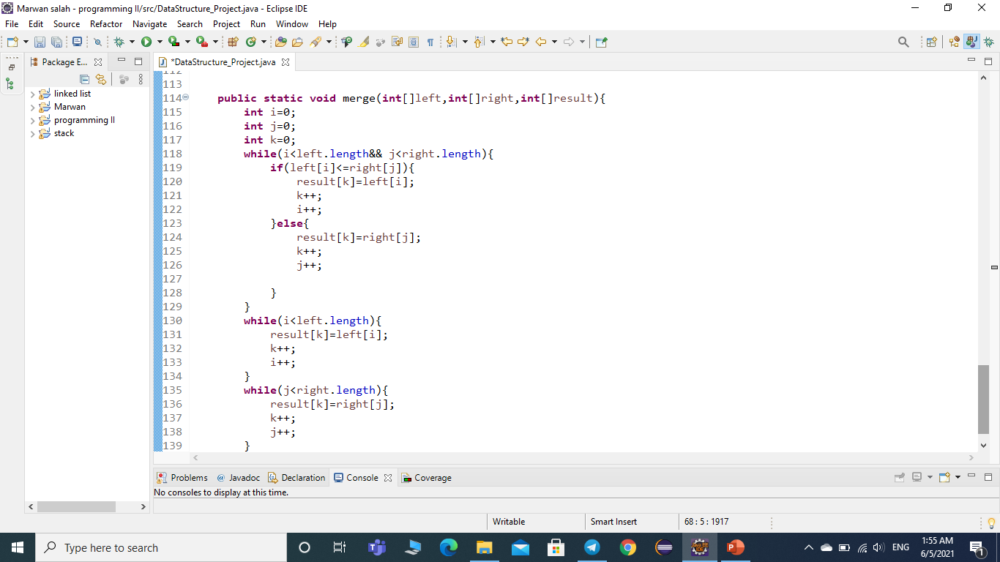 Marwan salah - programming II/src/DataStructure_Project.java - Eclipse IDE
File Edit Source Refactor Navigate Search Project Run Window Help
Package E...
*DataStructure_Project.java
linked list
Marwan
programming II
stack
112
113
114 public static void merge(int[]left,int[]right,int[]result){
115 int i=0;
116 int j=0;
117 int k=0;
118 while(i<left.length&& j<right.length){
119 if(left[i]<=right[j]){
120 result[k]=left[i];
121 k++;
122 i++;
123 }else{
124 result[k]=right[j];
125 k++;
126 j++;
127
128 }
129 }
130 while(i<left.length){
131 result[k]=left[i];
132 k++;
133 i++;
134 }
135 while(j<right.length){
136 result[k]=right[j];
137 k++;
138 j++;
139 }
Problems @ Javadoc Declaration Console Coverage
No consoles to display at this time.
Writable Smart Insert 68 : 5 : 1917
Type here to search
ENG
1:55 AM
6/5/2021
1